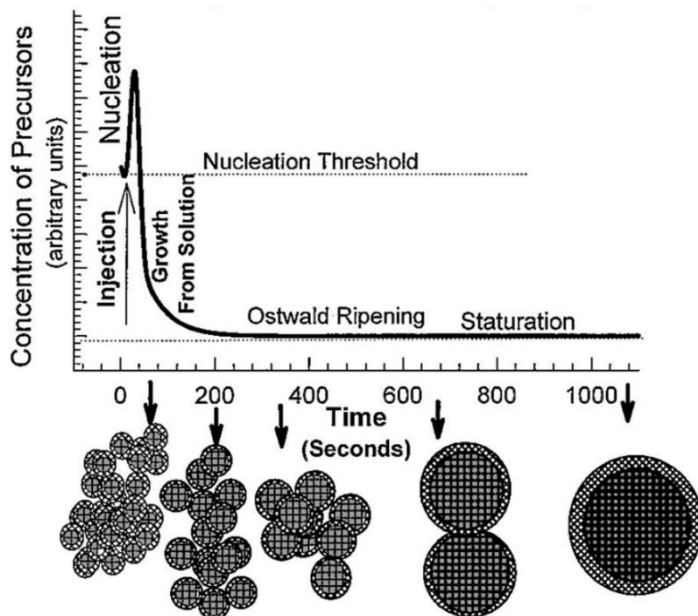 Concentration of Precursors
(arbitrary units)
Nucleation
Nucleation Threshold
Injection
Growth
From Solution
Ostwald Ripening
Staturation
0 200 400 600 800 1000
Time
(Seconds)